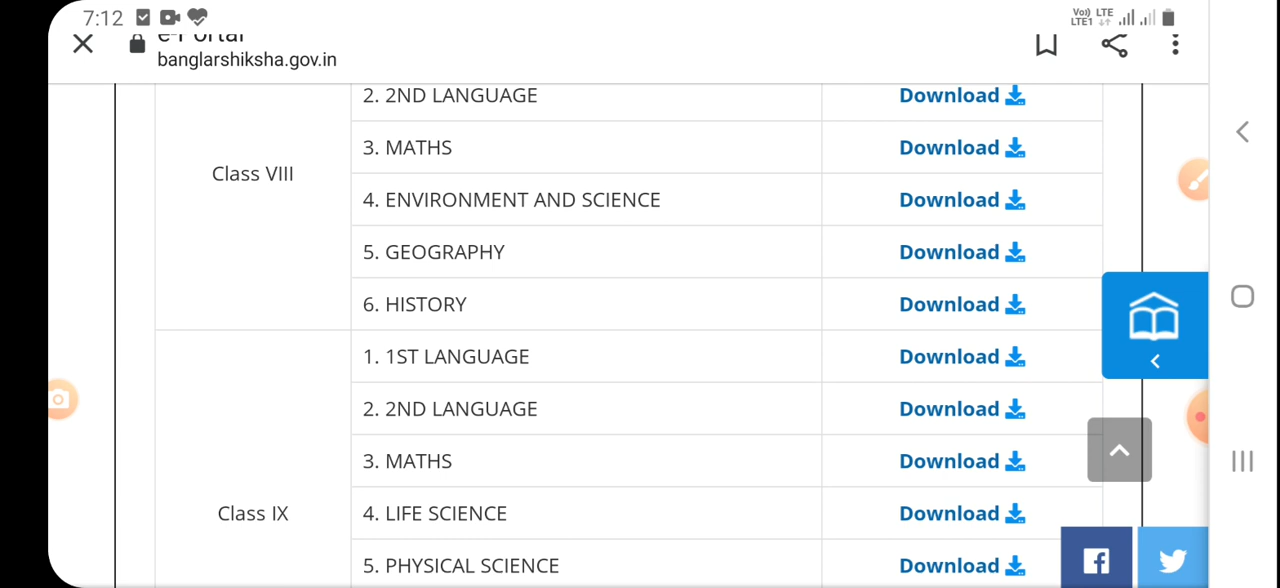 7:12
Vo) LTE
LTE1
e-Portal
banglarshiksha.gov.in
2. 2ND LANGUAGE Download
3. MATHS Download
Class VIII
4. ENVIRONMENT AND SCIENCE Download
5. GEOGRAPHY Download
6. HISTORY Download
1. 1ST LANGUAGE Download
2. 2ND LANGUAGE Download
3. MATHS Download
Class IX
4. LIFE SCIENCE Download
5. PHYSICAL SCIENCE Download